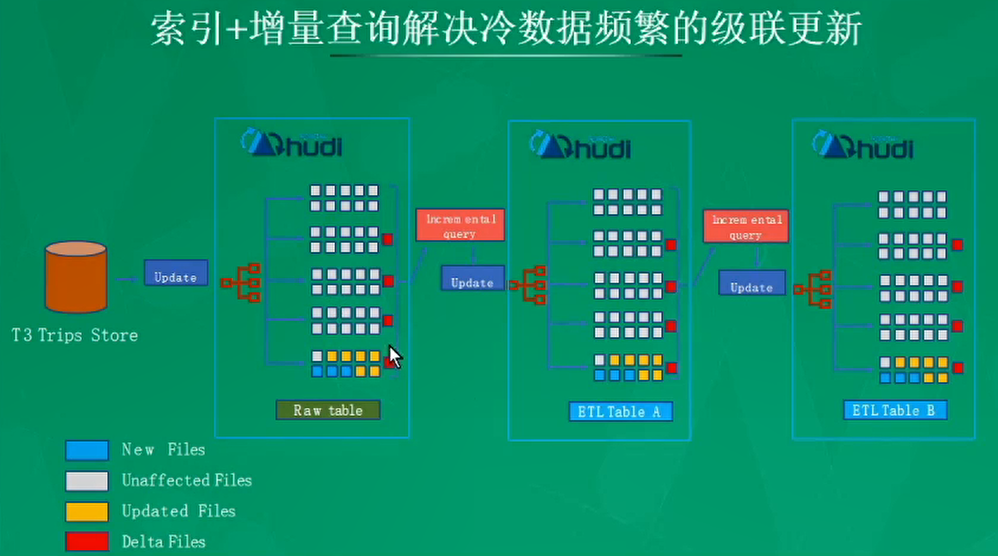 索引+增量查询解决冷数据频繁的级联更新
hudi
hudi
hudi
Incremental
query
Incremental
query
Update
Update
Update
T3 Trips Store
Raw table
ETL Table A
ETL Table B
New Files
Unaffected Files
Updated Files
Delta Files